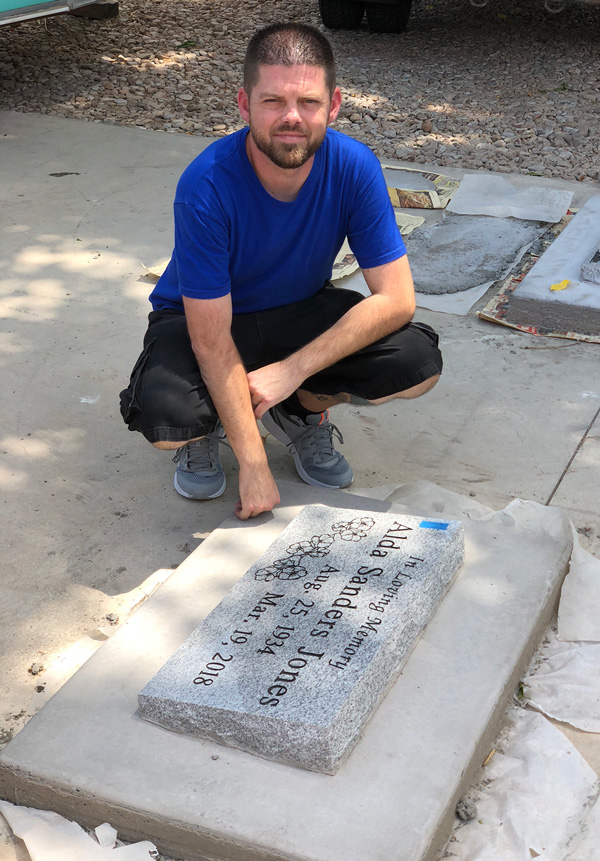 In Loving Memory
Alda Sanders Jones
Aug. 25, 1934
Mar. 19, 2018